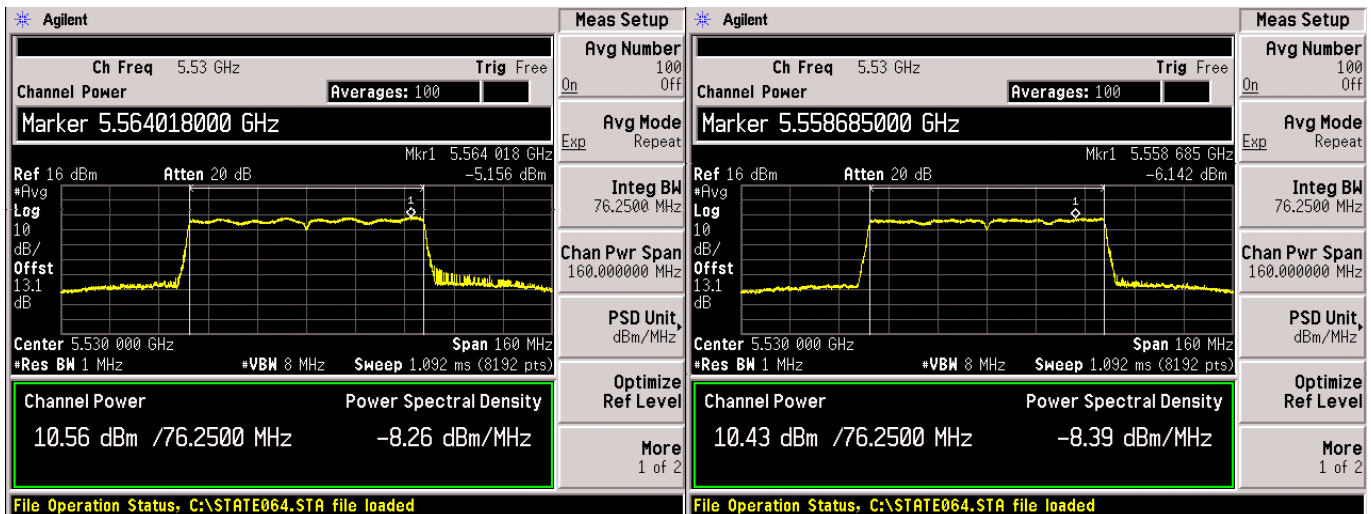 Agilent
Meas Setup
Ch Freq 5.53 GHz Trig Free
Channel Power Averages: 100
Marker 5.564018000 GHz
Mkr1 5.564 018 GHz
Ref 16 dBm Atten 20 dB -5.156 dBm
#Avg
Log
10
dB/
Offst
13.1
dB
1
Center 5.530 000 GHz Span 160 MHz
#Res BW 1 MHz #VBW 8 MHz Sweep 1.092 ms (8192 pts)
Channel Power Power Spectral Density
10.56 dBm /76.2500 MHz -8.26 dBm/MHz
File Operation Status, C:\STATE064.STA file loaded
Avg Number
100
On Off
Avg Mode
Exp Repeat
Integ BW
76.2500 MHz
Chan Pwr Span
160.000000 MHz
PSD Unit
dBm/MHz
Optimize
Ref Level
More
1 of 2
Agilent
Meas Setup
Ch Freq 5.53 GHz Trig Free
Channel Power Averages: 100
Marker 5.558685000 GHz
Mkr1 5.558 685 GHz
Ref 16 dBm Atten 20 dB -6.142 dBm
#Avg
Log
10
dB/
Offst
13.1
dB
1
Center 5.530 000 GHz Span 160 MHz
#Res BW 1 MHz #VBW 8 MHz Sweep 1.092 ms (8192 pts)
Channel Power Power Spectral Density
10.43 dBm /76.2500 MHz -8.39 dBm/MHz
File Operation Status, C:\STATE064.STA file loaded
Avg Number
100
On Off
Avg Mode
Exp Repeat
Integ BW
76.2500 MHz
Chan Pwr Span
160.000000 MHz
PSD Unit
dBm/MHz
Optimize
Ref Level
More
1 of 2